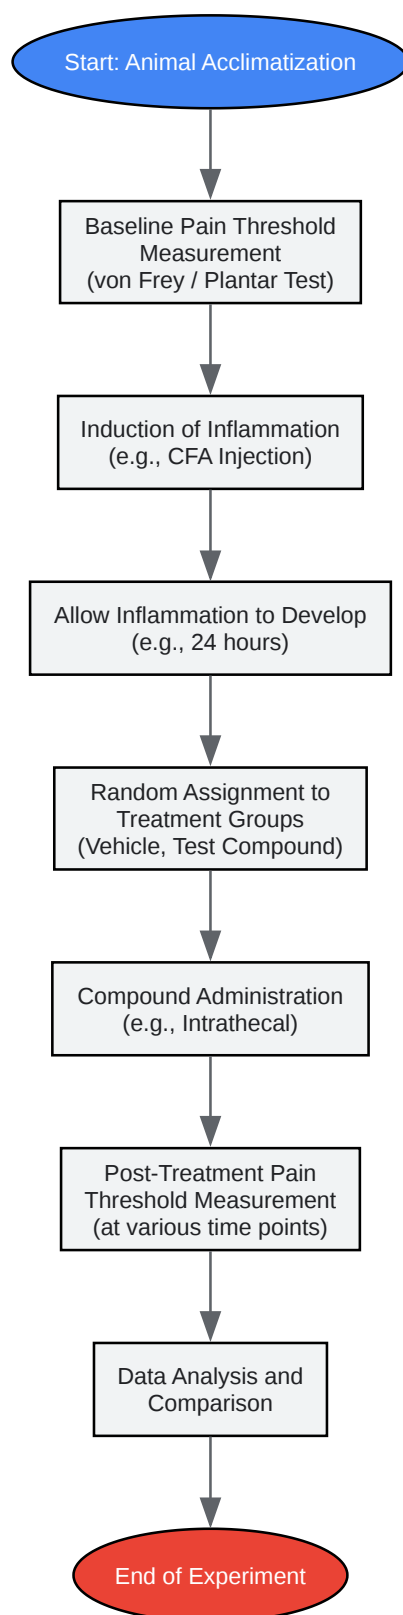 Start: Animal Acclimatization
Baseline Pain Threshold
Measurement
(von Frey / Plantar Test)
Induction of Inflammation
(e.g., CFA Injection)
Allow Inflammation to Develop
(e.g., 24 hours)
Random Assignment to
Treatment Groups
(Vehicle, Test Compound)
Compound Administration
(e.g., Intrathecal)
Post-Treatment Pain
Threshold Measurement
(at various time points)
Data Analysis and
Comparison
End of Experiment